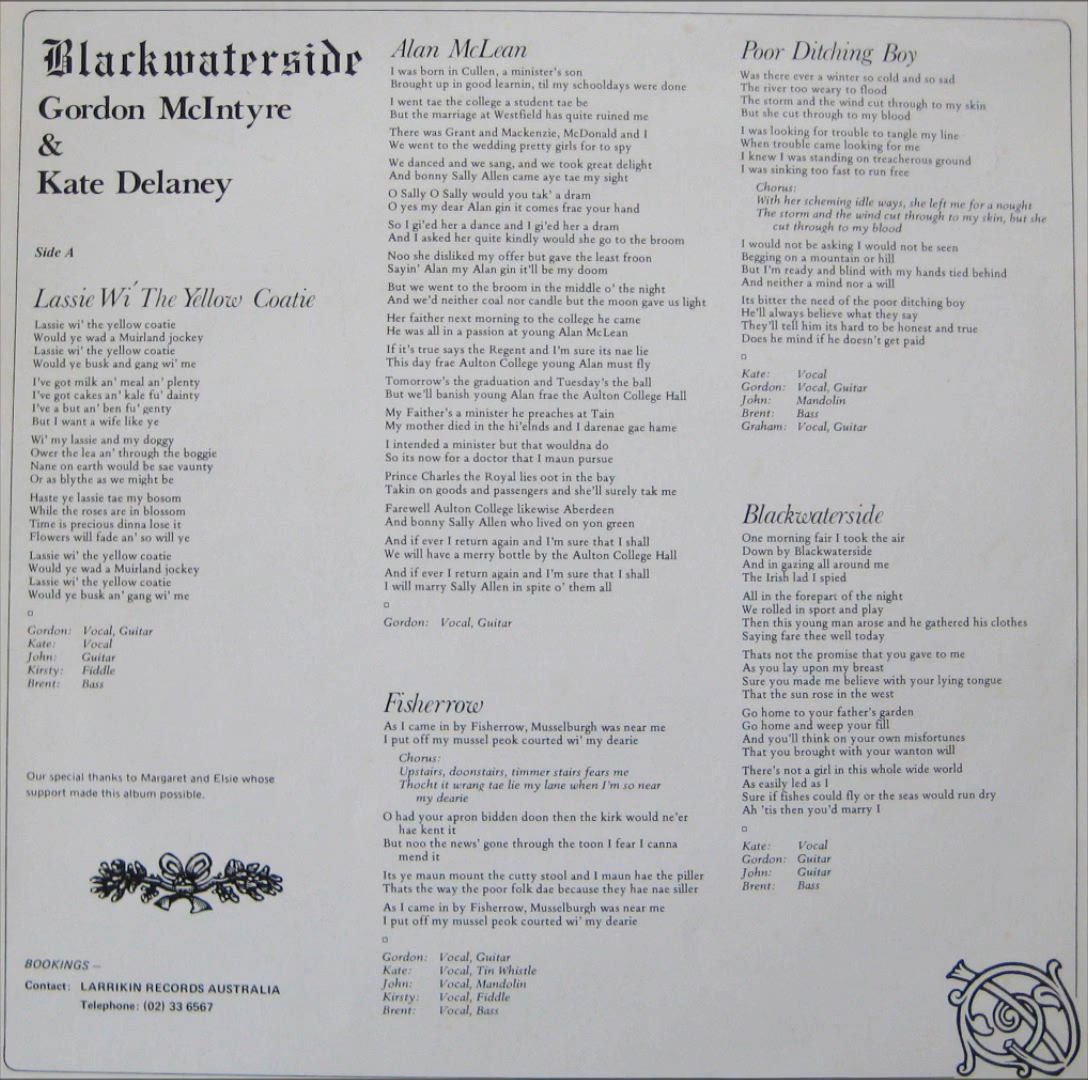 Blackwaterside
Gordon McIntyre
&
Kate Delaney
Side A
Lassie Wi' The Yellow Coatie
Lassie wi' the yellow coatie
Would ye wad a Muirland jockey
Lassie wi' the yellow coatie
Would ye busk and gang wi' me
I've got milk an' meal an' plenty
I've got cakes an' kale fu' dainty
I've a but an' ben fu' genty
But I want a wife like ye
Wi' my lassie and my doggy
Ower the lea an' through the boggie
Nane on earth would be sae vaunty
Or as blythe as we might be
Haste ye lassie tae my bosom
While the roses are in blossom
Time is precious dinna lose it
Flowers will fade an' so will ye
Lassie wi' the yellow coatie
Would ye wad a Muirland jockey
Lassie wi' the yellow coatie
Would ye busk an' gang wi' me
Gordon: Vocal, Guitar
Kate: Vocal
John: Guitar
Kirsty: Fiddle
Brent: Bass
Our special thanks to Margaret and Elsie whose
support made this album possible.
BOOKINGS –
Contact: LARRIKIN RECORDS AUSTRALIA
Telephone: (02) 33 6567
Alan McLean
I was born in Cullen, a minister's son
Brought up in good learnin, til my schooldays were done
I went tae the college a student tae be
But the marriage at Westfield has quite ruined me
There was Grant and Mackenzie, McDonald and I
We went to the wedding pretty girls for to spy
We danced and we sang, and we took great delight
And bonny Sally Allen came aye tae my sight
O Sally O Sally would you tak' a dram
O yes my dear Alan gin it comes frae your hand
So I gi'ed her a dance and I gi'ed her a dram
And I asked her quite kindly would she go to the broom
Noo she disliked my offer but gave the least froon
Sayin' Alan my Alan gin it'll be my doom
But we went to the broom in the middle o' the night
And we'd neither coal nor candle but the moon gave us light
Her faither next morning to the college he came
He was all in a passion at young Alan McLean
If it's true says the Regent and I'm sure its nae lie
This day frae Aulton College young Alan must fly
Tomorrow's the graduation and Tuesday's the ball
But we'll banish young Alan frae the Aulton College Hall
My Faither's a minister he preaches at Tain
My mother died in the hi'elnds and I darenae gae hame
I intended a minister but that wouldna do
So its now for a doctor that I maun pursue
Prince Charles the Royal lies oot in the bay
Takin on goods and passengers and she'll surely tak me
Farewell Aulton College likewise Aberdeen
And bonny Sally Allen who lived on yon green
And if ever I return again and I'm sure that I shall
We will have a merry bottle by the Aulton College Hall
And if ever I return again and I'm sure that I shall
I will marry Sally Allen in spite o' them all
Gordon: Vocal, Guitar
Fisherrow
As I came in by Fisherrow, Musselburgh was near me
I put off my mussel peok courted wi' my dearie
Chorus:
Upstairs, doonstairs, timmer stairs fears me
Thocht it wrang tae lie my lane when I'm so near
my dearie
O had your apron bidden doon then the kirk would ne'er
hae kent it
But noo the news' gone through the toon I fear I canna
mend it
Its ye maun mount the cutty stool and I maun hae the piller
Thats the way the poor folk dae because they hae nae siller
As I came in by Fisherrow, Musselburgh was near me
I put off my mussel peok courted wi' my dearie
Gordon: Vocal, Guitar
Kate: Vocal, Tin Whistle
John: Vocal, Mandolin
Kirsty: Vocal, Fiddle
Brent: Vocal, Bass
Poor Ditching Boy
Was there ever a winter so cold and so sad
The river too weary to flood
The storm and the wind cut through to my skin
But she cut through to my blood
I was looking for trouble to tangle my line
When trouble came looking for me
I knew I was standing on treacherous ground
I was sinking too fast to run free
Chorus:
With her scheming idle ways, she left me for a nought
The storm and the wind cut through to my skin, but she
cut through to my blood
I would not be asking I would not be seen
Begging on a mountain or hill
But I'm ready and blind with my hands tied behind
And neither a mind nor a will
Its bitter the need of the poor ditching boy
He'll always believe what they say
They'll tell him its hard to be honest and true
Does he mind if he doesn't get paid
Kate: Vocal
Gordon: Vocal, Guitar
John: Mandolin
Brent: Bass
Graham: Vocal, Guitar
Blackwaterside
One morning fair I took the air
Down by Blackwaterside
And in gazing all around me
The Irish lad I spied
All in the forepart of the night
We rolled in sport and play
Then this young man arose and he gathered his clothes
Saying fare thee well today
Thats not the promise that you gave to me
As you lay upon my breast
Sure you made me believe with your lying tongue
That the sun rose in the west
Go home to your father's garden
Go home and weep your fill
And you'll think on your own misfortunes
That you brought with your wanton will
There's not a girl in this whole wide world
As easily led as I
Sure if fishes could fly or the seas would run dry
Ah 'tis then you'd marry I
Kate: Vocal
Gordon: Guitar
John: Guitar
Brent: Bass